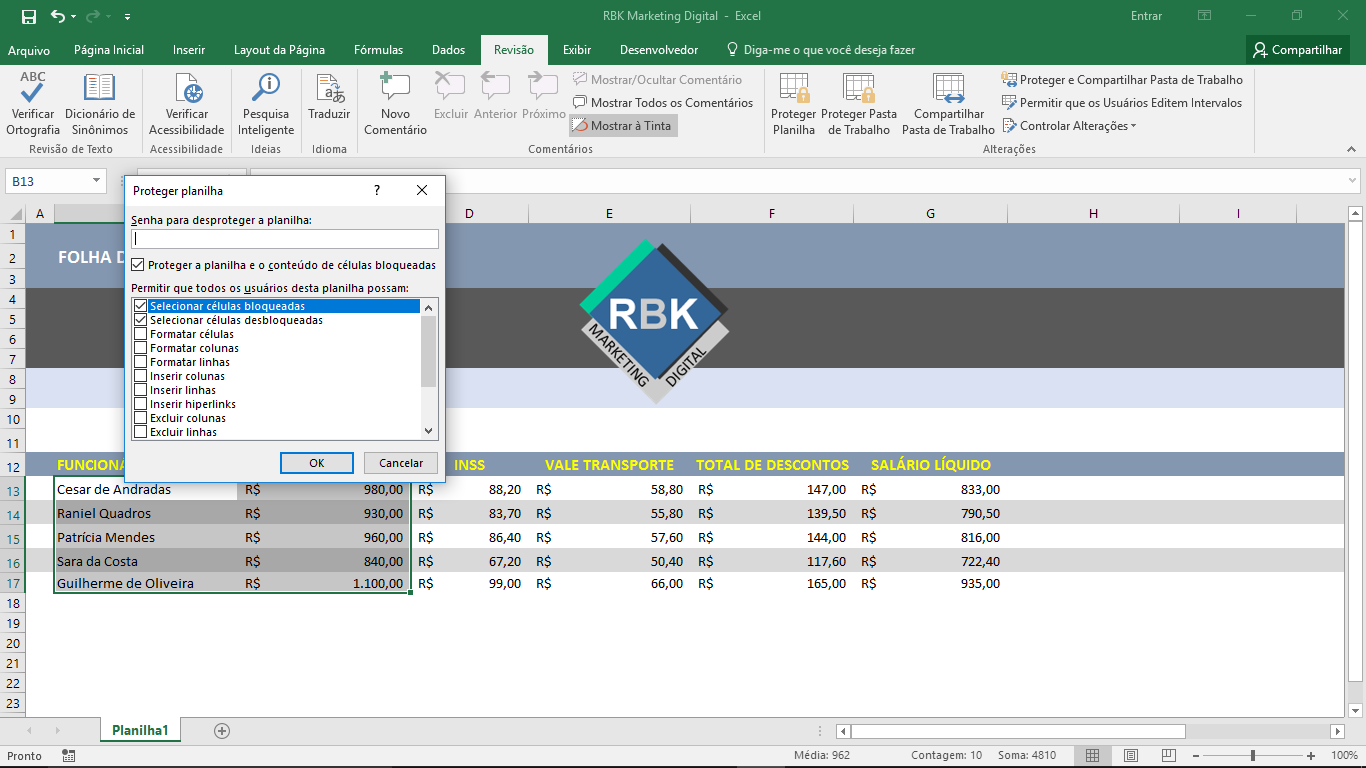 RBK Marketing Digital - Excel
Entrar
Arquivo Página Inicial Inserir Layout da Página Fórmulas Dados Revisão Exibir Desenvolvedor Diga-me o que você deseja fazer Compartilhar
ABC
Verificar Ortografia
Dicionário de Sinônimos
Revisão de Texto
Verificar Acessibilidade
Acessibilidade
Pesquisa Inteligente
Ideias
Traduzir
Idioma
Novo Comentário
Excluir
Anterior
Próximo
Mostrar/Ocultar Comentário
Mostrar Todos os Comentários
Mostrar à Tinta
Comentários
Proteger Planilha
Proteger Pasta de Trabalho
Compartilhar Pasta de Trabalho
Proteger e Compartilhar Pasta de Trabalho
Permitir que os Usuários Editem Intervalos
Controlar Alterações
Alterações
B13
Proteger planilha ?
Senha para desproteger a planilha:
Proteger a planilha e o conteúdo de células bloqueadas
Permitir que todos os usuários desta planilha possam:
Selecionar células bloqueadas
Selecionar células desbloqueadas
Formatar células
Formatar colunas
Formatar linhas
Inserir colunas
Inserir linhas
Inserir hiperlinks
Excluir colunas
Excluir linhas
OK Cancelar
A D E F G H I
1
2 FOLHA D
3
4
5
6
7
8
9
10
11
RBK
MARKETING DIGITAL
12 FUNCIONA INSS VALE TRANSPORTE TOTAL DE DESCONTOS SALÁRIO LÍQUIDO
13 Cesar de Andradas R$ 980,00 R$ 88,20 R$ 58,80 R$ 147,00 R$ 833,00
14 Raniel Quadros R$ 930,00 R$ 83,70 R$ 55,80 R$ 139,50 R$ 790,50
15 Patrícia Mendes R$ 960,00 R$ 86,40 R$ 57,60 R$ 144,00 R$ 816,00
16 Sara da Costa R$ 840,00 R$ 67,20 R$ 50,40 R$ 117,60 R$ 722,40
17 Guilherme de Oliveira R$ 1.100,00 R$ 99,00 R$ 66,00 R$ 165,00 R$ 935,00
18
19
20
21
22
23
Planilha1
Pronto Média: 962 Contagem: 10 Soma: 4810 100%